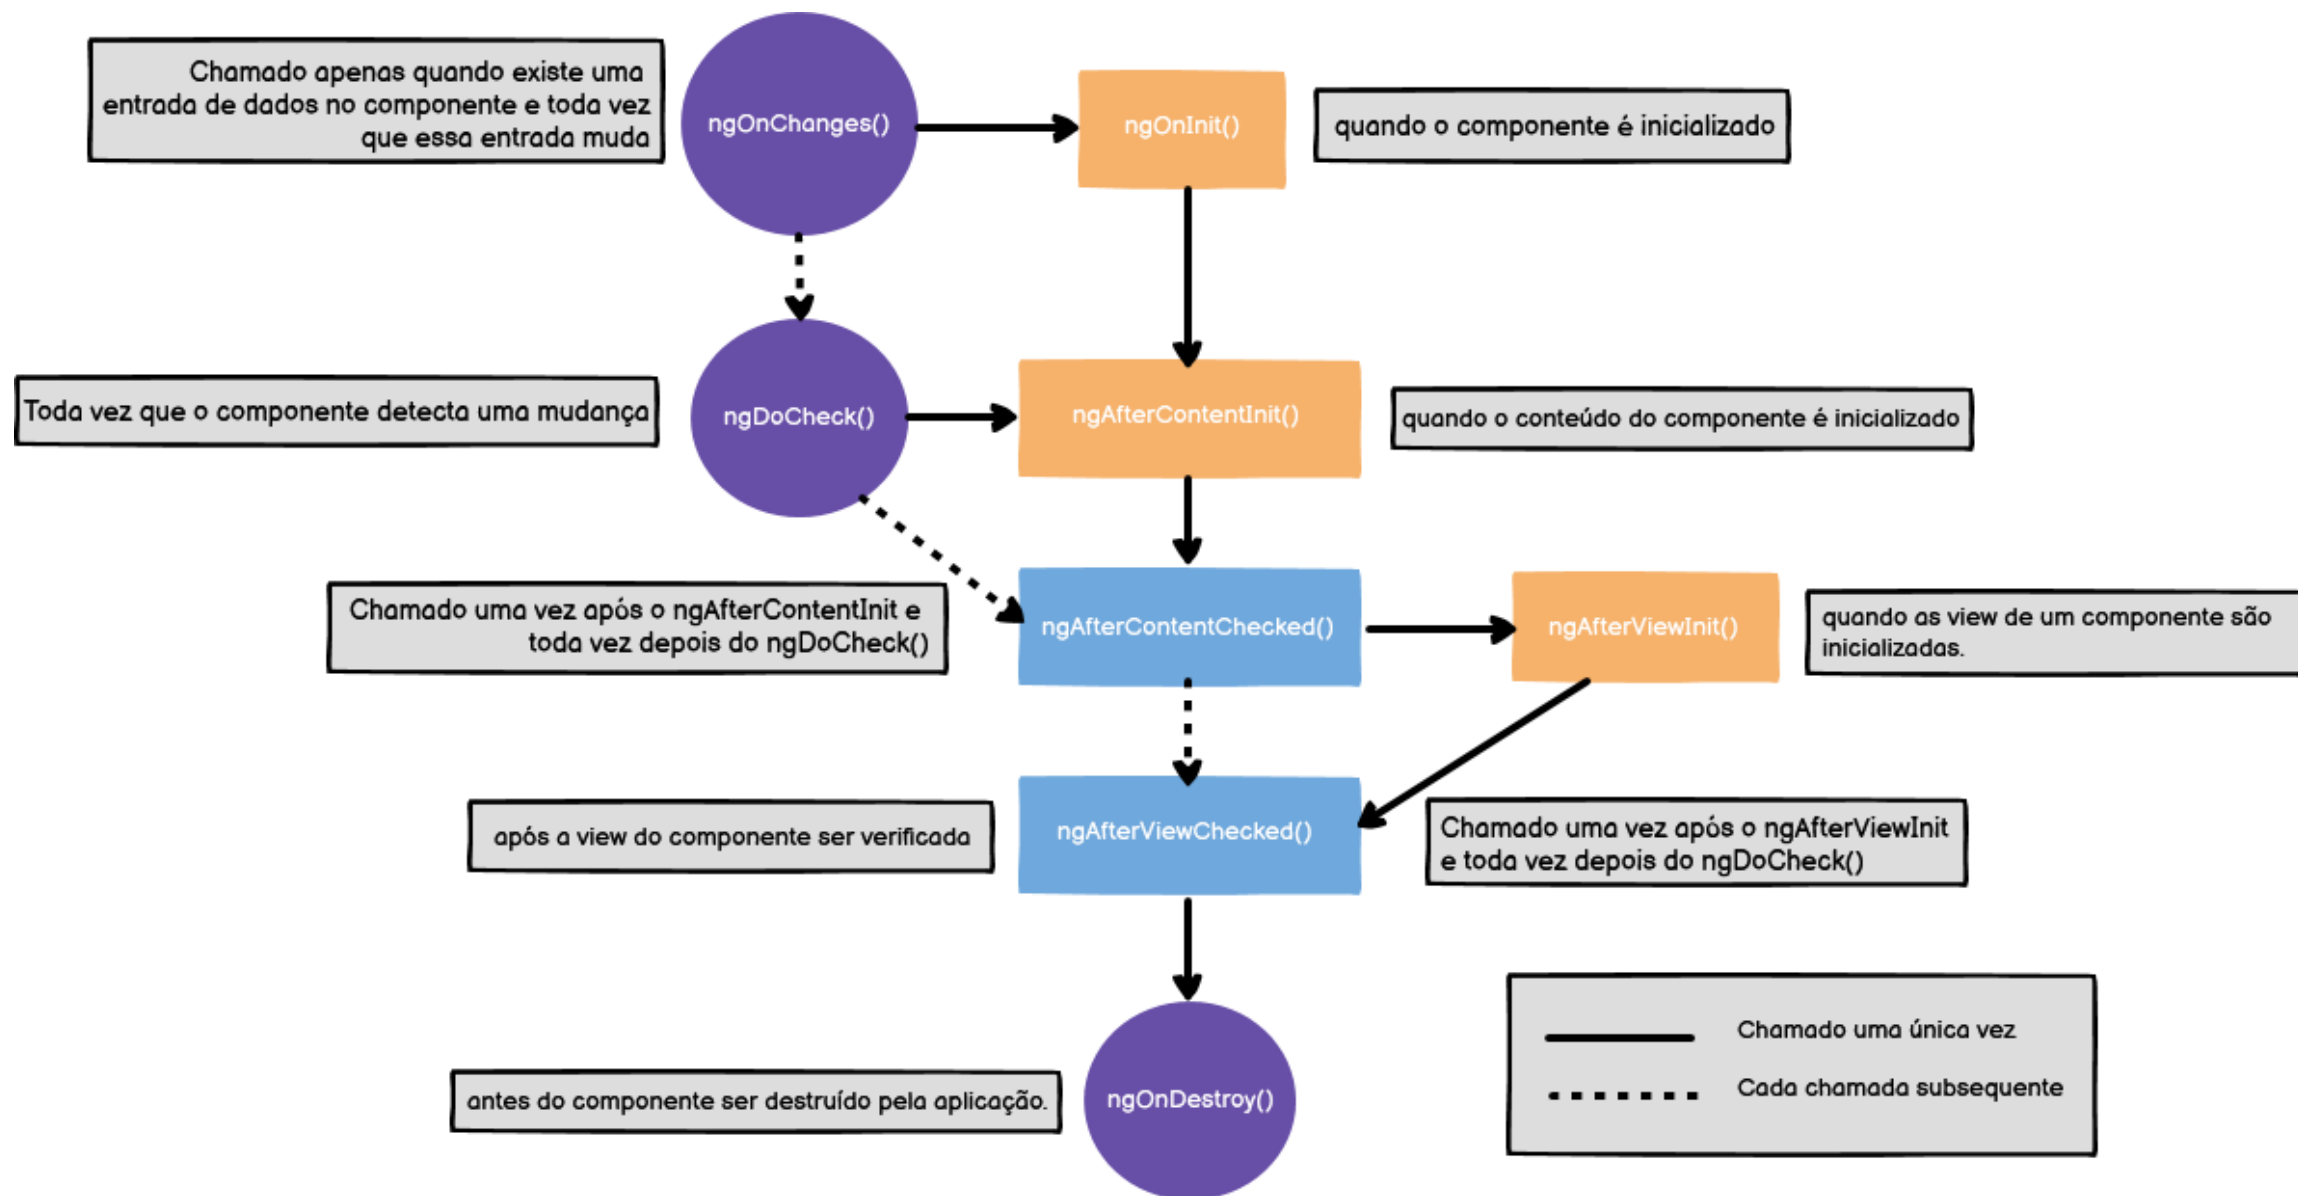 Chamado apenas quando existe uma
entrada de dados no componente e toda vez
que essa entrada muda
ngOnChanges()
ngOnInit()
quando o componente é inicializado
Toda vez que o componente detecta uma mudança
ngDoCheck()
ngAfterContentInit()
quando o conteúdo do componente é inicializado
Chamado uma vez após o ngAfterContentInit e
toda vez depois do ngDoCheck()
ngAfterContentChecked()
ngAfterViewInit()
quando as view de um componente são
inicializadas.
após a view do componente ser verificada
ngAfterViewChecked()
Chamado uma vez após o ngAfterViewInit
e toda vez depois do ngDoCheck()
antes do componente ser destruído pela aplicação.
ngOnDestroy()
Chamado uma única vez
Cada chamada subsequente